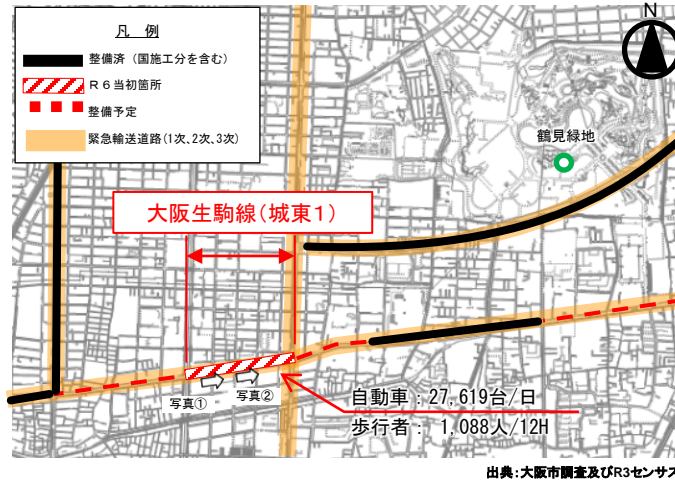 凡 例
整備済（国施工分を含む）
Ｒ６当初箇所
整備予定
緊急輸送道路(1次、2次、3次)
N
鶴見緑地
大阪生駒線（城東１）
写真①
写真②
自動車：27,619台/日
歩行者： 1,088人/12H
出典：大阪市調査及びR3センサス